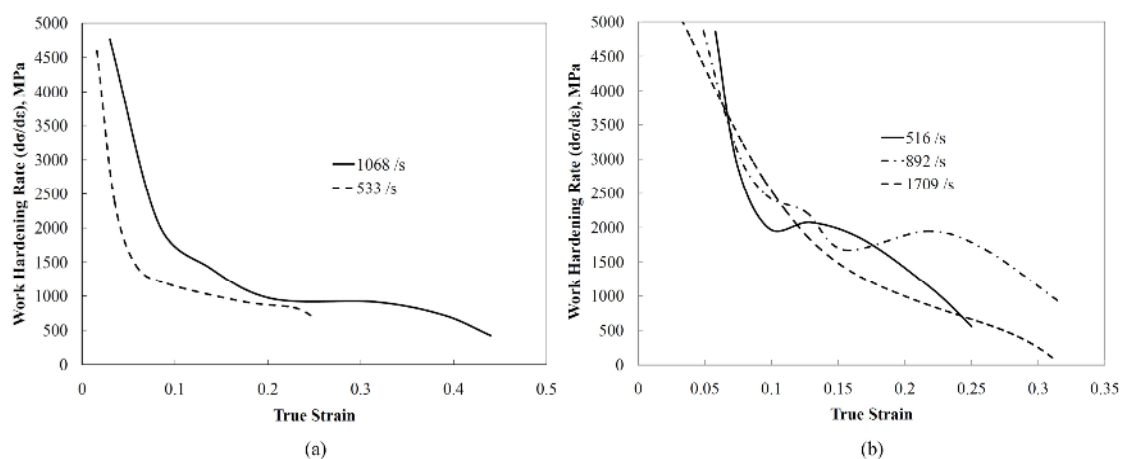 5000
4500
4000
3500
3000
2500
2000
1500
1000
500
0
Work Hardening Rate (dσ/dε), MPa
1068 /s
533 /s
0 0.1 0.2 0.3 0.4 0.5
True Strain
(a)
5000
4500
4000
3500
3000
2500
2000
1500
1000
500
0
Work Hardening Rate (dσ/dε), MPa
516 /s
892 /s
1709 /s
0 0.05 0.1 0.15 0.2 0.25 0.3 0.35
True Strain
(b)